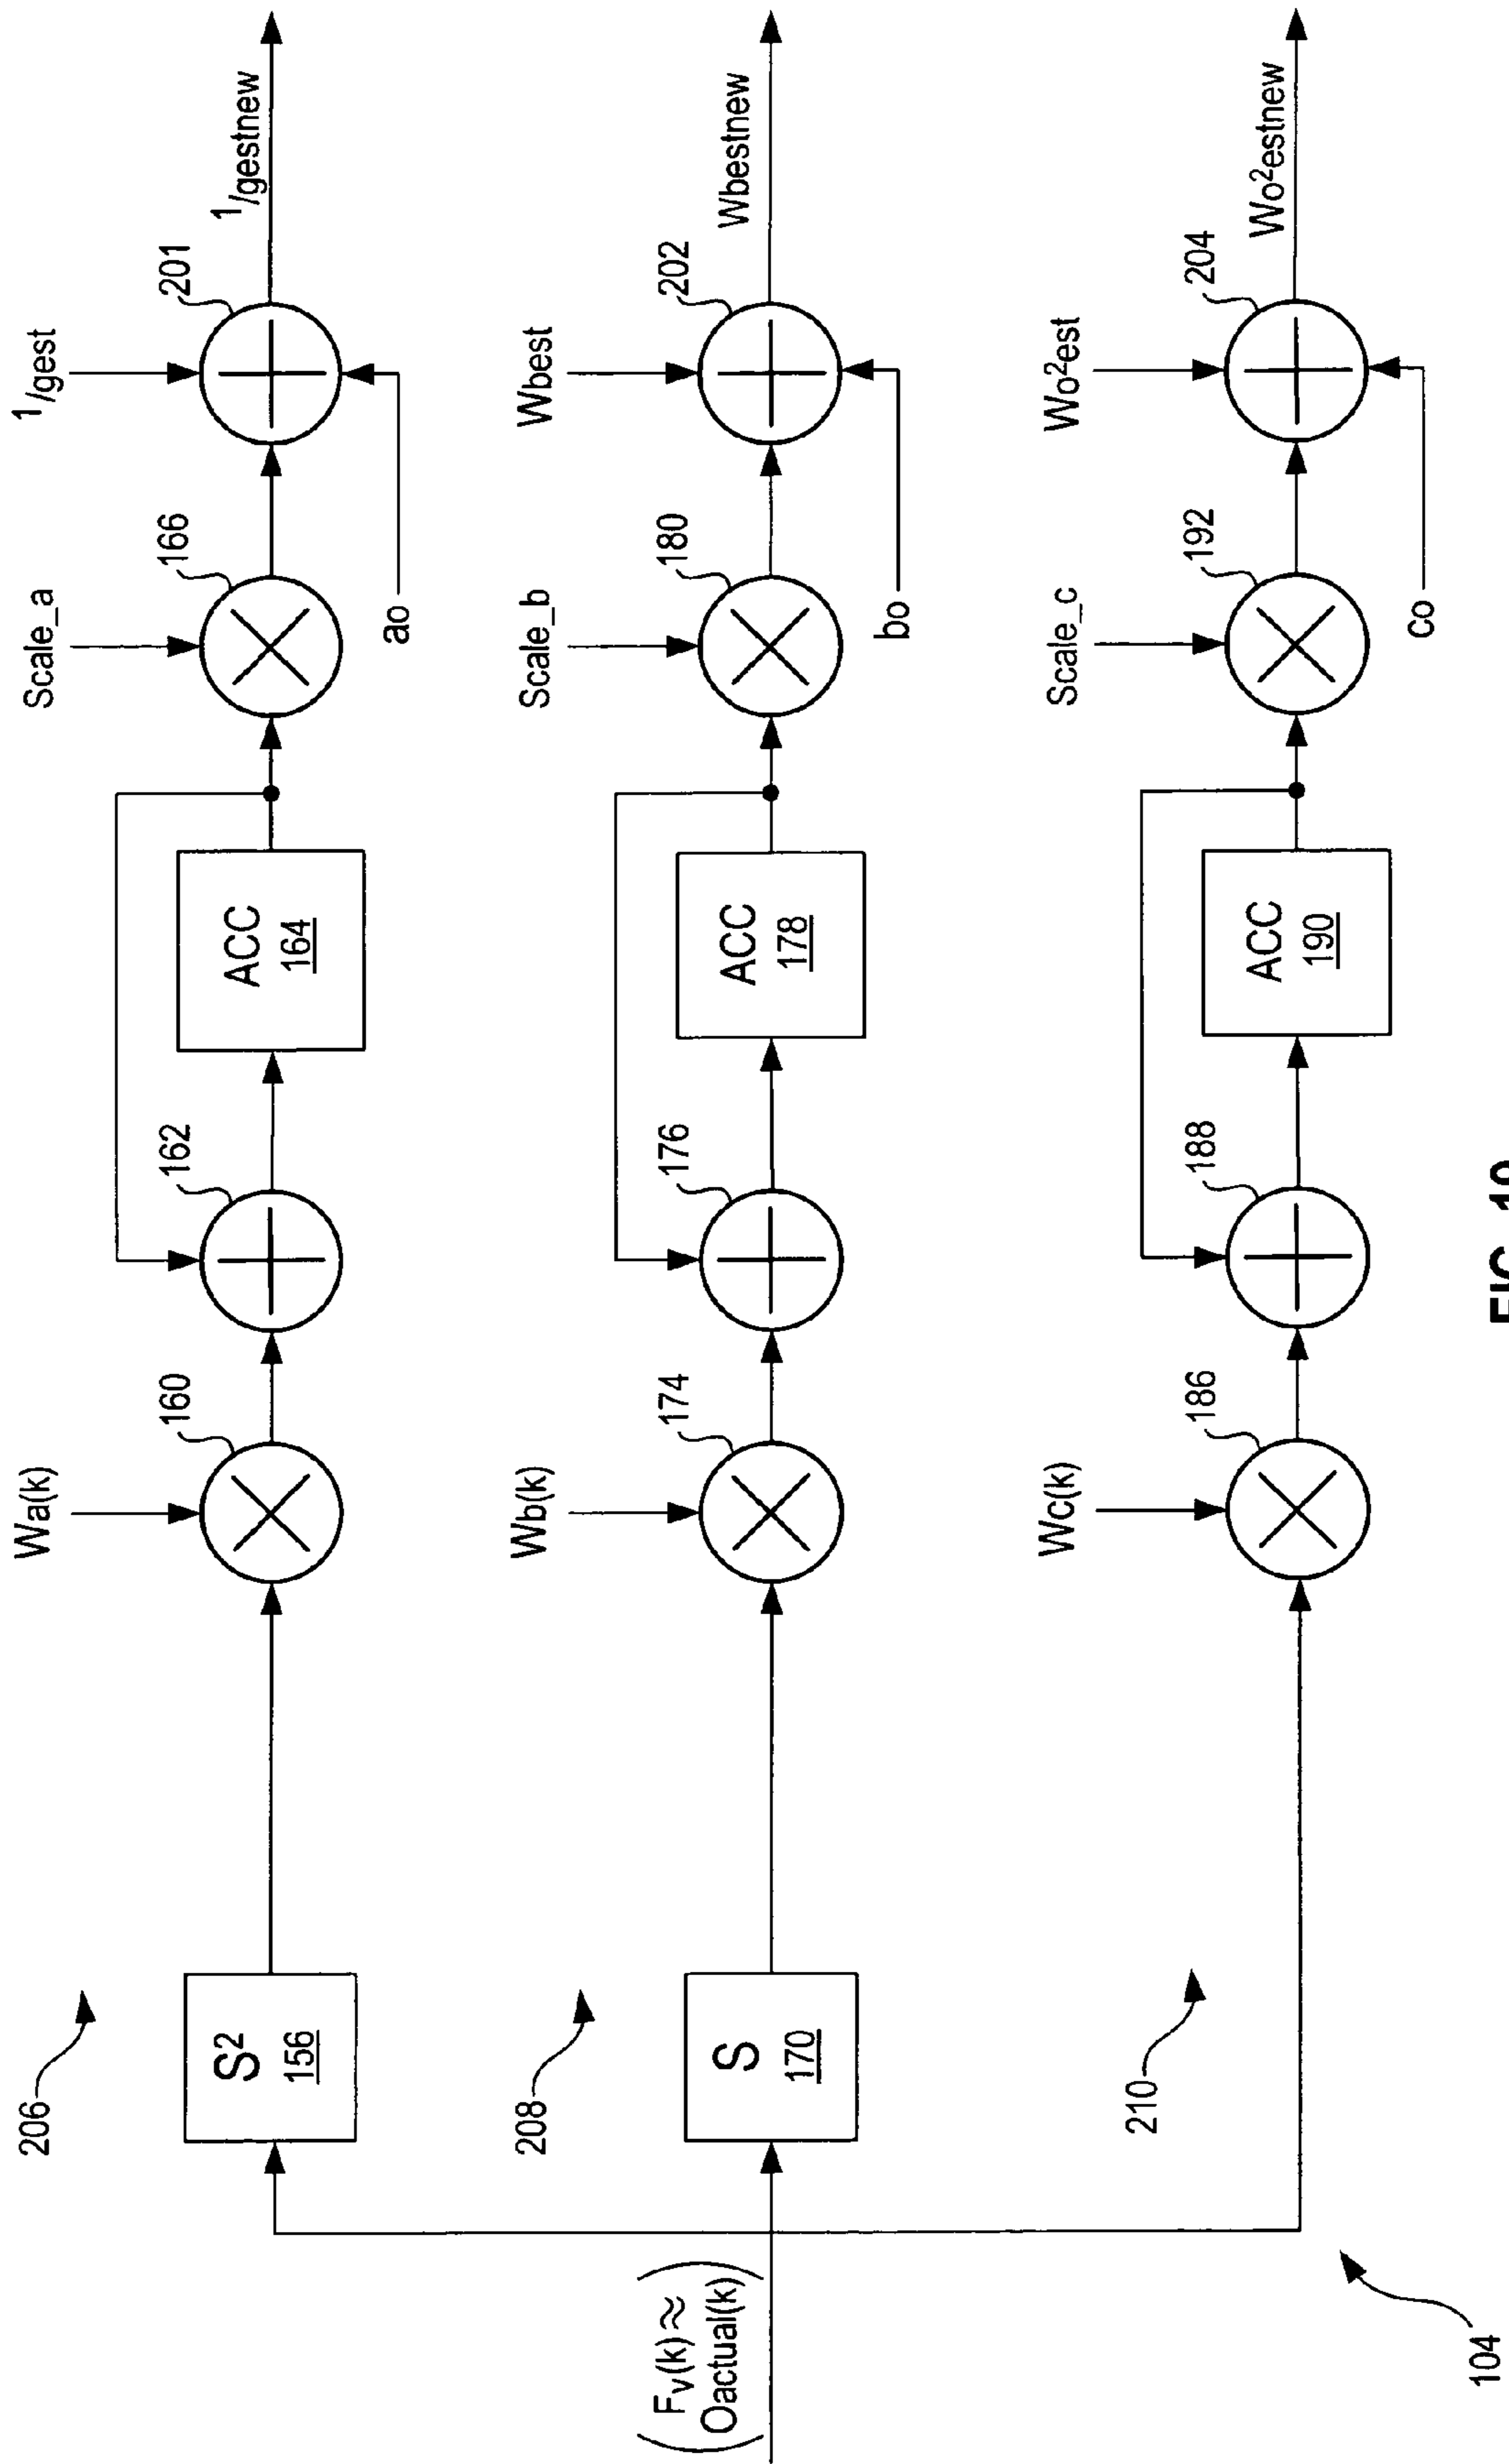 206
S² 156
Wa(k)
160
162
ACC
164
Scale_a
166
ao
1/gest
201
1/gestnew
(Fv(k)≈
Oactual(k))
208
S
170
Wb(k)
174
176
ACC
178
Scale_b
180
bo
Wbest
202
Wbestnew
210
Wc(k)
186
188
ACC
190
Scale_c
192
co
Wo²est
204
Wo²estnew
104